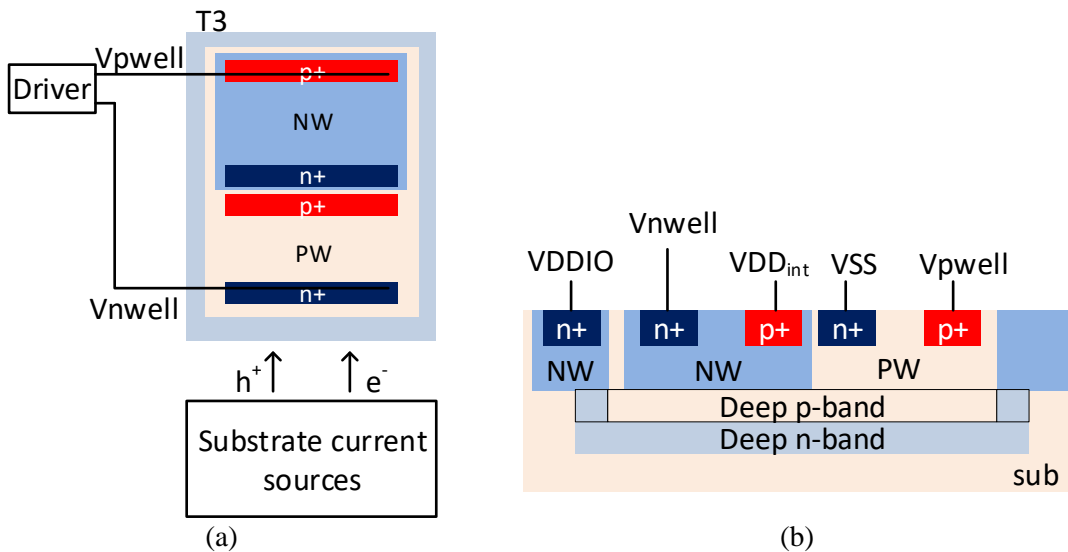 T3
Vpwell
Driver
p+
NW
n+
p+
PW
n+
Vnwell
h+ e-
Substrate current
sources
(a)
Vnwell
VDDIO VDDint VSS Vpwell
n+ n+ p+ n+ p+
NW NW PW
Deep p-band
Deep n-band
sub
(b)